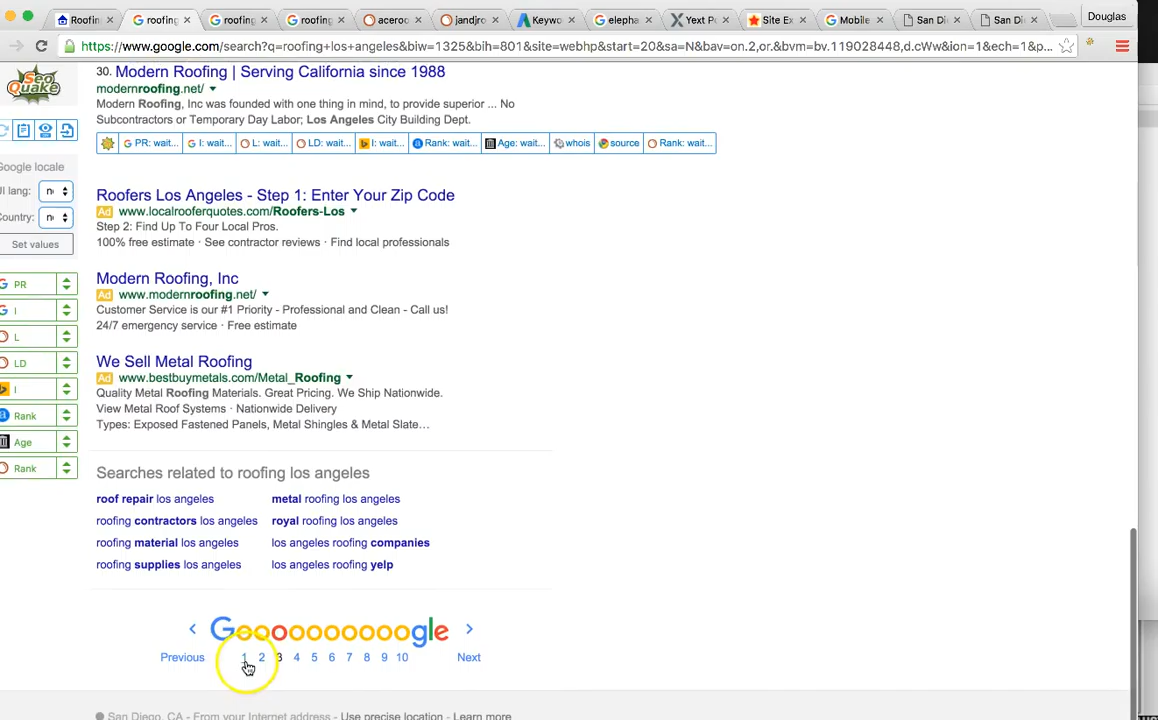 Roofin
roofing
roofing
roofing
aceroo
jandjro
Keywo
elepha
Yext P
Site Ex
Mobile
San Di
San Di
Douglas
https://www.google.com/search?q=roofing+los+angeles&biw=1325&bih=801&site=webhp&start=20&sa=N&bav=on.2,or.&bvm=bv.119028448,d.cWw&ion=1&ech=1&p...
SeoQuake
30. Modern Roofing | Serving California since 1988
modernroofing.net/
Modern Roofing, Inc was founded with one thing in mind, to provide superior ... No
Subcontractors or Temporary Day Labor; Los Angeles City Building Dept.
PR: wait... I: wait... L: wait... LD: wait... I: wait... Rank: wait... Age: wait... whois source Rank: wait...
Google locale
UI lang: n
Country: n
Set values
PR
I
L
LD
I
Rank
Age
Rank
Roofers Los Angeles - Step 1: Enter Your Zip Code
Ad www.localrooferquotes.com/Roofers-Los
Step 2: Find Up To Four Local Pros.
100% free estimate · See contractor reviews · Find local professionals
Modern Roofing, Inc
Ad www.modernroofing.net/
Customer Service is our #1 Priority - Professional and Clean - Call us!
24/7 emergency service · Free estimate
We Sell Metal Roofing
Ad www.bestbuymetals.com/Metal_Roofing
Quality Metal Roofing Materials. Great Pricing. We Ship Nationwide.
View Metal Roof Systems · Nationwide Delivery
Types: Exposed Fastened Panels, Metal Shingles & Metal Slate…
Searches related to roofing los angeles
roof repair los angeles metal roofing los angeles
roofing contractors los angeles royal roofing los angeles
roofing material los angeles los angeles roofing companies
roofing supplies los angeles los angeles roofing yelp
< Goooooooooogle >
Previous 1 2 3 4 5 6 7 8 9 10 Next
San Diego, CA - From your Internet address - Use precise location - Learn more